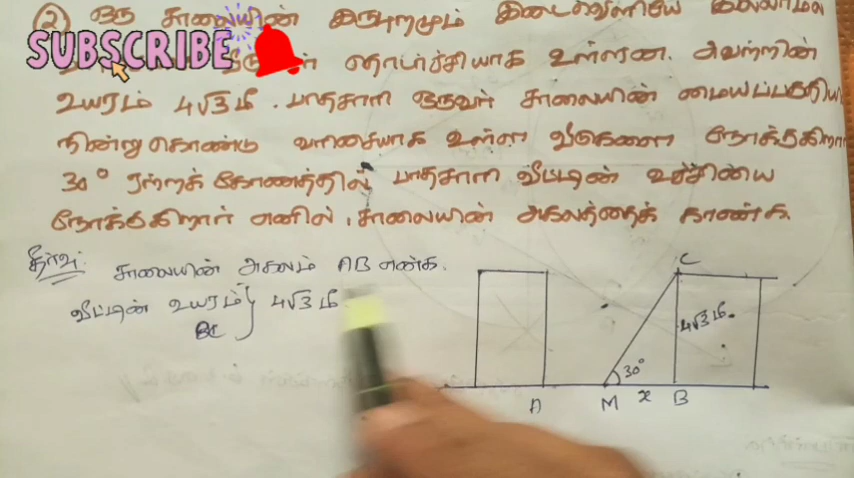 ② ஒரு சாலையின் இருபுறமும் இடைவெளியே இல்லாமல்
SUBSCRIBE
தொடர்ச்சியாக உள்ளன. அவற்றின்
உயரம் 4√3 மீ. பாதசாரி ஒருவர் சாலையின்
நின்று கொண்டு வரிசையாக உள்ள வீடுகளை
30° ஏற்றக் கோணத்தில் பாதசாரி வீட்டின் உச்சியை
நோக்குகிறார் எனில், சாலையின் அகலத்தைக் காண்க.
தீர்வு: சாலையின் அகலம் AB என்க.
வீட்டின் உயரம் } 4√3 மீ.
BC
C
4√3 மீ.
30°
A M x B